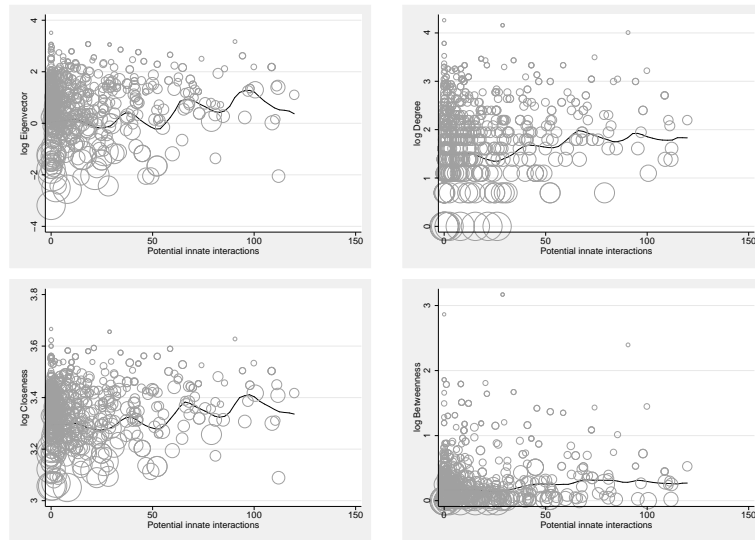 log Eigenvector
4
2
0
−2
−4
0 50 100 150
Potential innate interactions
log Degree
4
3
2
1
0
0 50 100 150
Potential innate interactions
log Closeness
3.8
3.6
3.4
3.2
3
0 50 100 150
Potential innate interactions
log Betweenness
3
2
1
0
0 50 100 150
Potential innate interactions